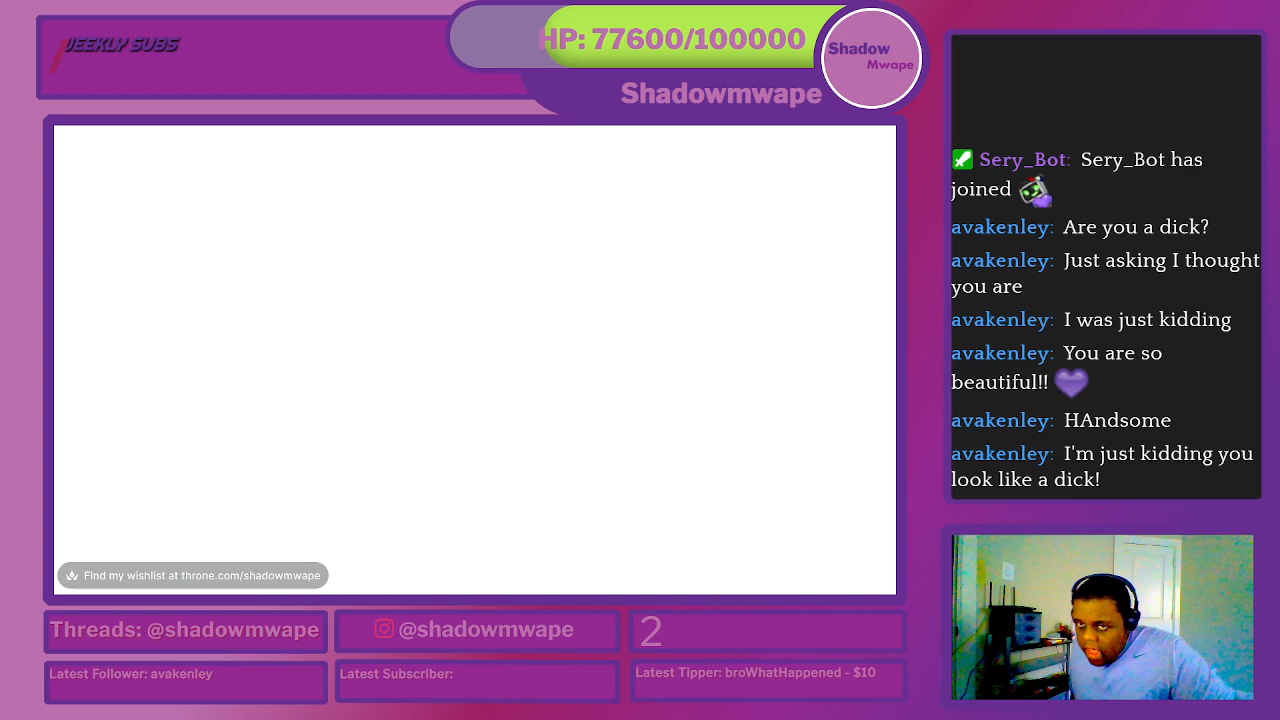 WEEKLY SUBS
HP: 77600/100000
Shadow
Mwape
Shadowmwape
Sery_Bot: Sery_Bot has
joined
avakenley: Are you a dick?
avakenley: Just asking I thought
you are
avakenley: I was just kidding
avakenley: You are so
beautiful!!
avakenley: HAndsome
avakenley: I'm just kidding you
look like a dick!
Find my wishlist at throne.com/shadowmwape
Threads: @shadowmwape
@shadowmwape
2
Latest Follower: avakenley
Latest Subscriber:
Latest Tipper: broWhatHappened - $10